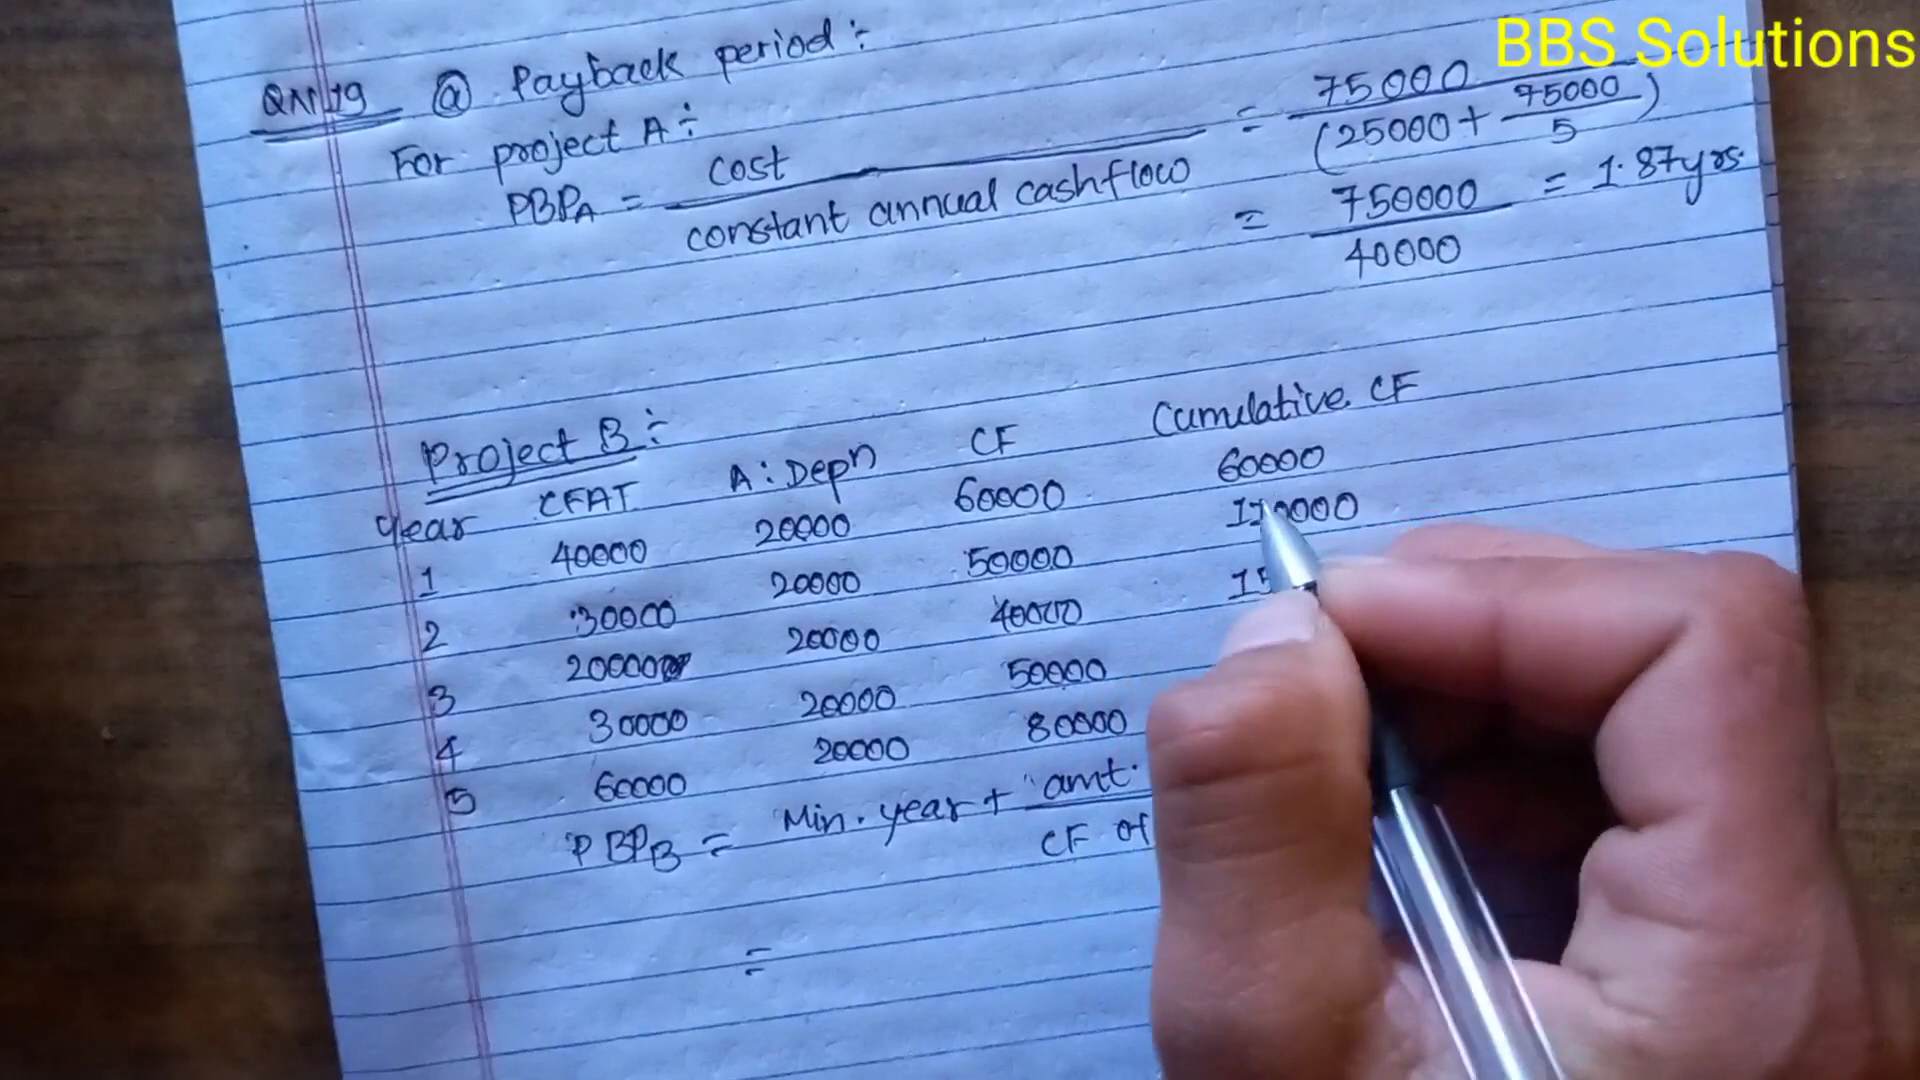 BBS Solutions
QN.19 @ Payback period:
For project A÷
PBPA = cost / constant annual cashflow = 75000 / (25000 + 75000 / 5)
= 750000 / 40000 = 1.87yrs.
Project B÷
Year CFAT A:Depn CF Cumulative CF
1 40000 20000 60000 60000
2 30000 20000 50000 110000
3 20000 20000 40000 15
4 30000 20000 50000
5 60000 20000 80000
PBPB = Min. year + amt. / CF of
=